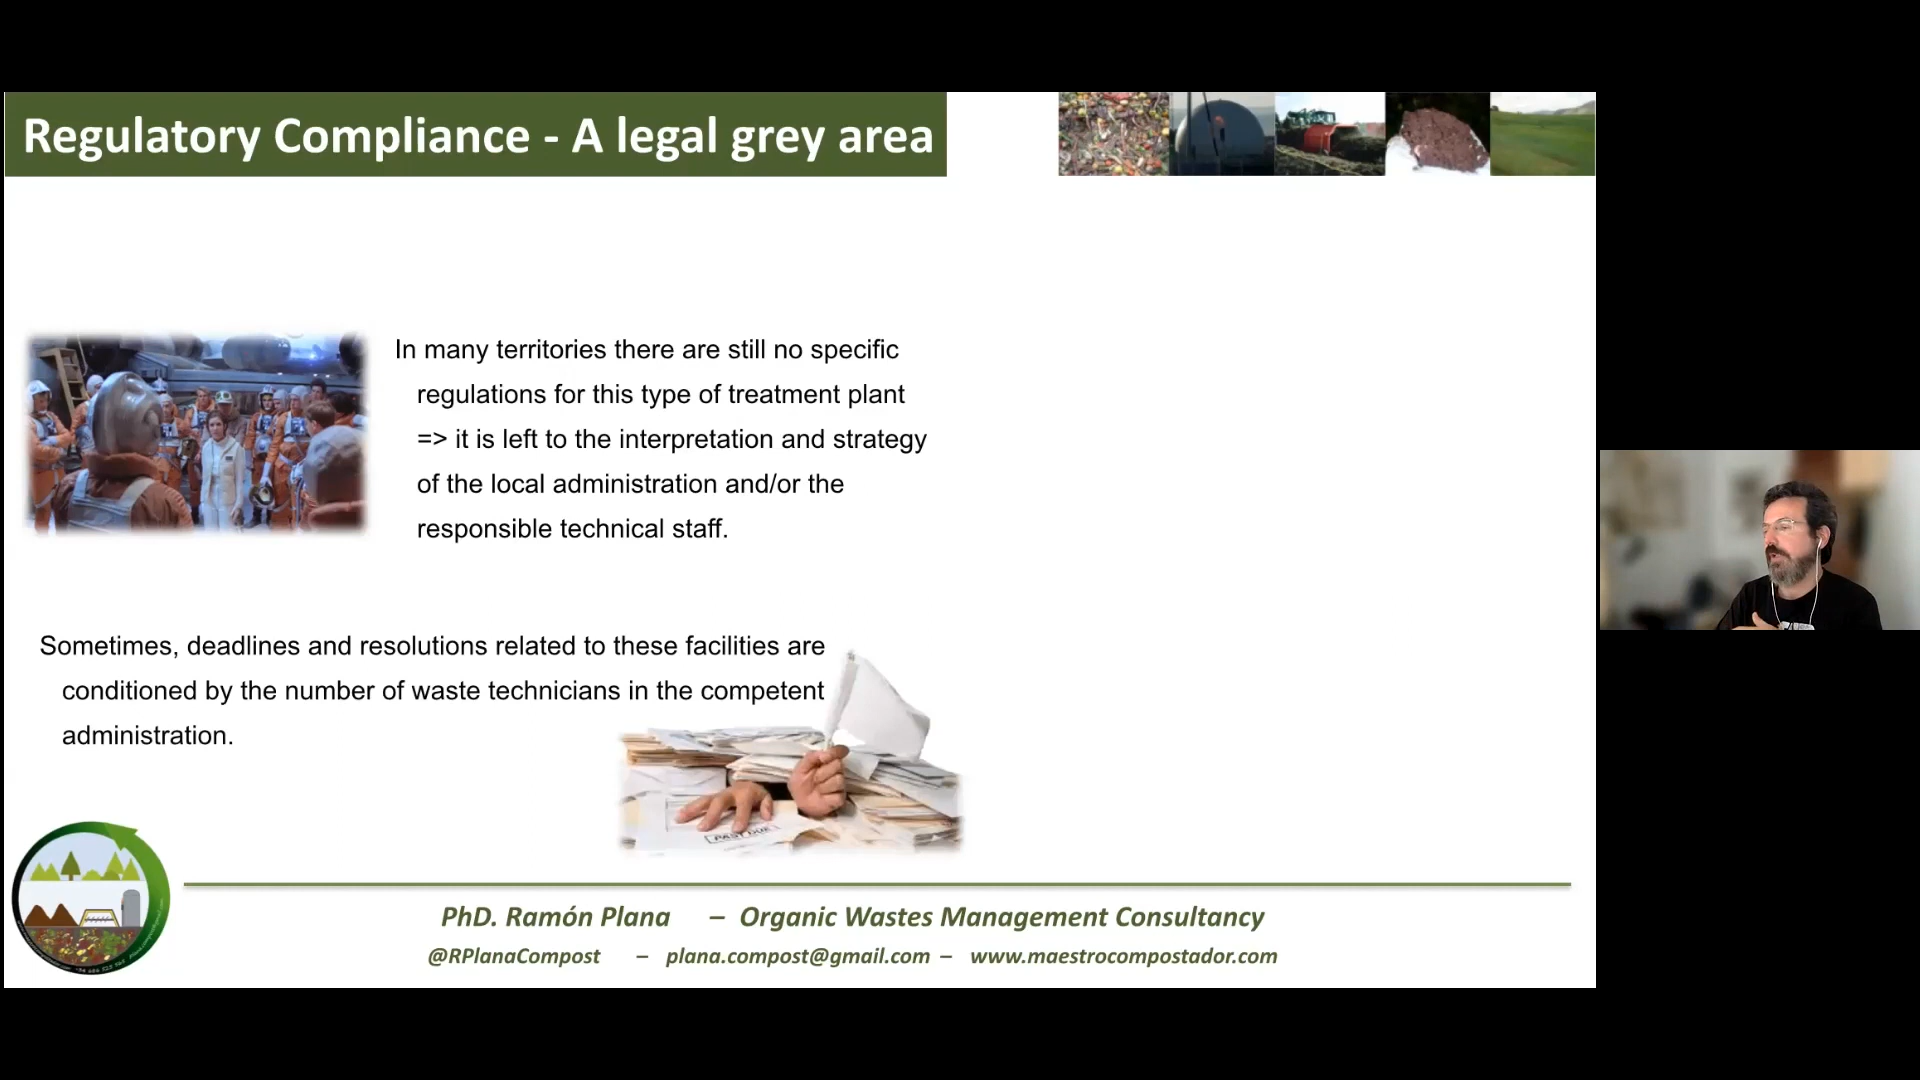 Regulatory Compliance - A legal grey area
In many territories there are still no specific
regulations for this type of treatment plant
=> it is left to the interpretation and strategy
of the local administration and/or the
responsible technical staff.
Sometimes, deadlines and resolutions related to these facilities are
conditioned by the number of waste technicians in the competent
administration.
PAST DUE
PhD. Ramón Plana – Organic Wastes Management Consultancy
@RPlanaCompost – plana.compost@gmail.com – www.maestrocompostador.com